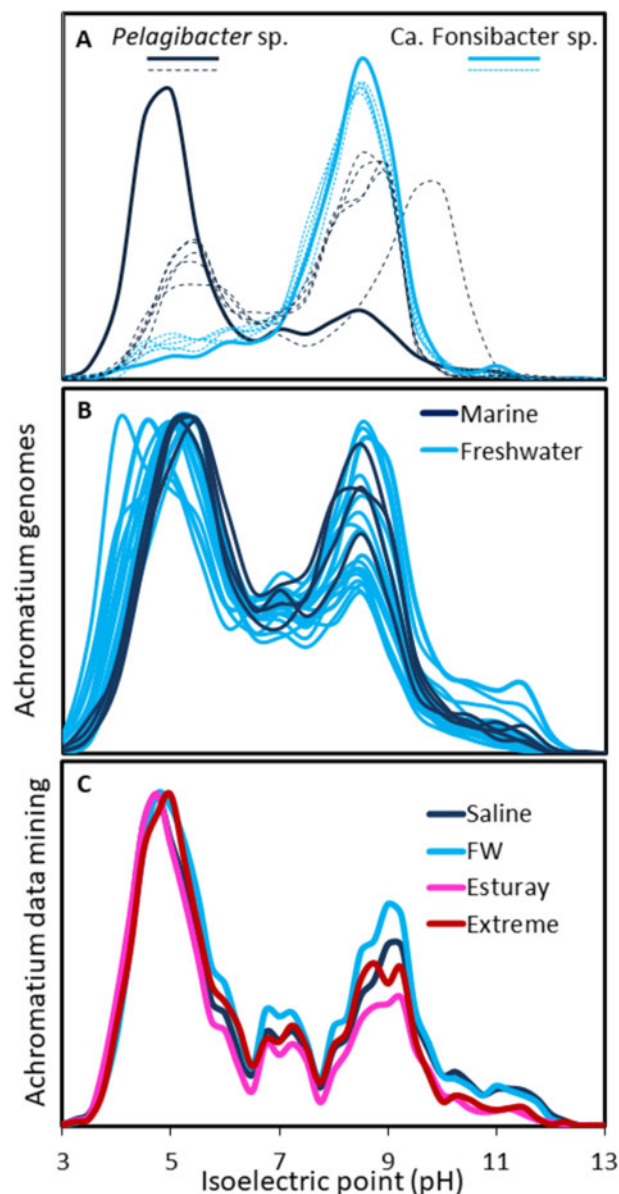 A
Pelagibacter sp.
Ca. Fonsibacter sp.
B
Marine
Freshwater
Achromatium genomes
C
Saline
FW
Esturay
Extreme
Achromatium data mining
3 5 7 9 11 13
Isoelectric point (pH)